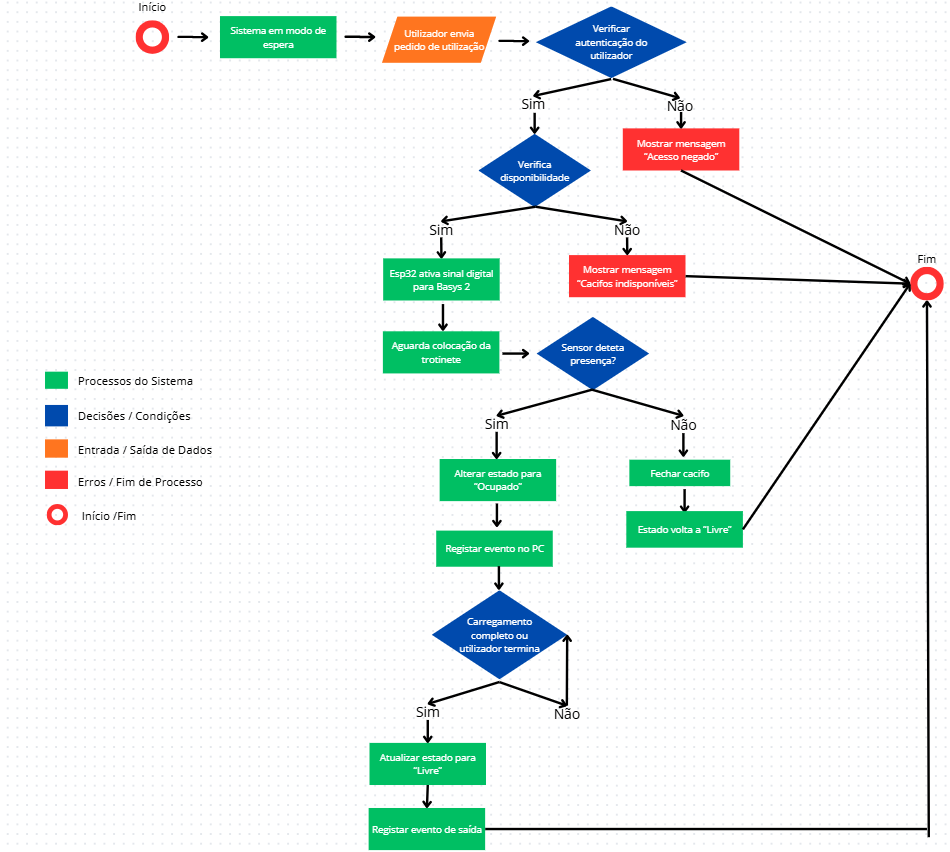 Início
Sistema em modo de
espera
Utilizador envia
pedido de utilização
Verificar
autenticação do
utilizador
Sim
Não
Mostrar mensagem
"Acesso negado"
Verifica
disponibilidade
Sim
Não
Esp32 ativa sinal digital
para Basys 2
Mostrar mensagem
"Cacifos indisponíveis"
Fim
Aguarda colocação da
trotinete
Sensor deteta
presença?
Processos do Sistema
Decisões / Condições
Entrada / Saída de Dados
Erros / Fim de Processo
Início /Fim
Sim
Não
Alterar estado para
"Ocupado"
Fechar cacifo
Registar evento no PC
Estado volta a "Livre"
Carregamento
completo ou
utilizador termina
Sim
Não
Atualizar estado para
"Livre"
Registar evento de saída